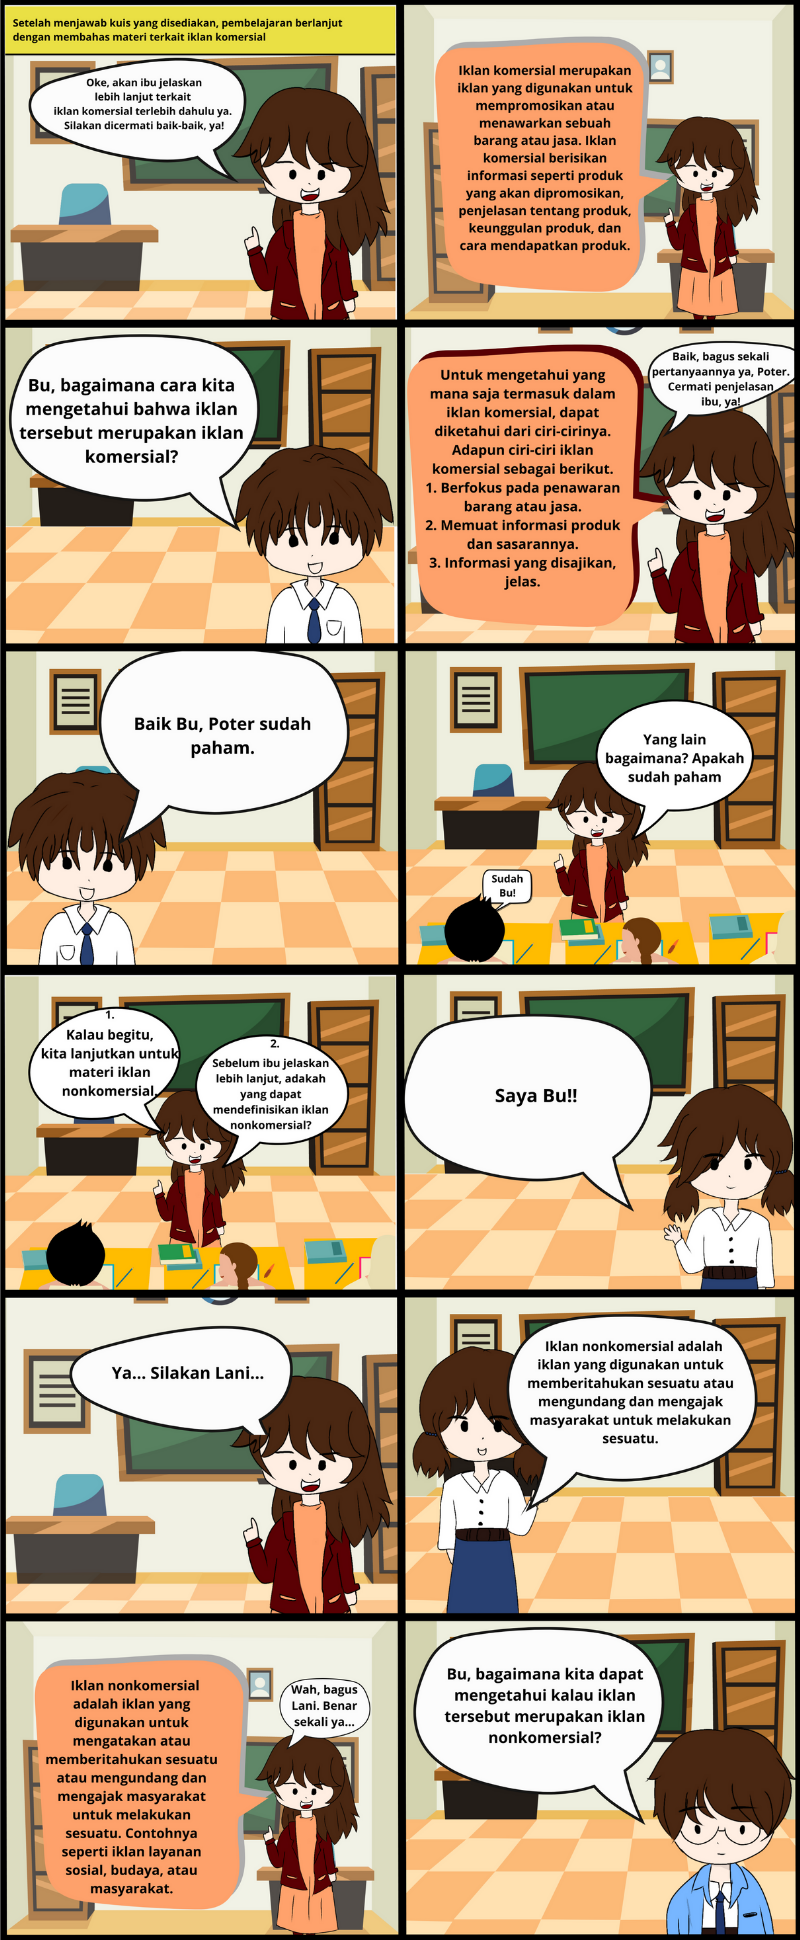 Setelah menjawab kuis yang disediakan, pembelajaran berlanjut
dengan membahas materi terkait iklan komersial
Oke, akan ibu jelaskan
lebih lanjut terkait
iklan komersial terlebih dahulu ya.
Silakan dicermati baik-baik, ya!
Iklan komersial merupakan
iklan yang digunakan untuk
mempromosikan atau
menawarkan sebuah
barang atau jasa. Iklan
komersial berisikan
informasi seperti produk
yang akan dipromosikan,
penjelasan tentang produk,
keunggulan produk, dan
cara mendapatkan produk.
Bu, bagaimana cara kita
mengetahui bahwa iklan
tersebut merupakan iklan
komersial?
Baik, bagus sekali
pertanyaannya ya, Poter.
Cermati penjelasan
ibu, ya!
Untuk mengetahui yang
mana saja termasuk dalam
iklan komersial, dapat
diketahui dari ciri-cirinya.
Adapun ciri-ciri iklan
komersial sebagai berikut.
1. Berfokus pada penawaran
barang atau jasa.
2. Memuat informasi produk
dan sasarannya.
3. Informasi yang disajikan,
jelas.
Baik Bu, Poter sudah
paham.
Yang lain
bagaimana? Apakah
sudah paham
Sudah
Bu!
1.
Kalau begitu,
kita lanjutkan untuk
materi iklan
nonkomersial.
2.
Sebelum ibu jelaskan
lebih lanjut, adakah
yang dapat
mendefinisikan iklan
nonkomersial?
Saya Bu!!
Ya... Silakan Lani...
Iklan nonkomersial adalah
iklan yang digunakan untuk
memberitahukan sesuatu atau
mengundang dan mengajak
masyarakat untuk melakukan
sesuatu.
Wah, bagus
Lani. Benar
sekali ya...
Iklan nonkomersial
adalah iklan yang
digunakan untuk
mengatakan atau
memberitahukan sesuatu
atau mengundang dan
mengajak masyarakat
untuk melakukan
sesuatu. Contohnya
seperti iklan layanan
sosial, budaya, atau
masyarakat.
Bu, bagaimana kita dapat
mengetahui kalau iklan
tersebut merupakan iklan
nonkomersial?